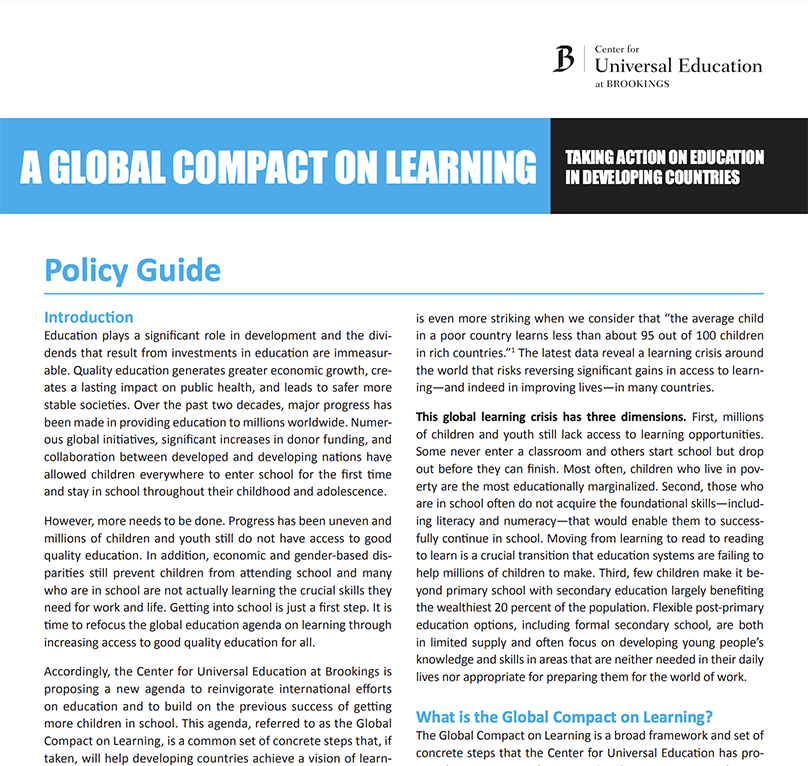 B
Center for
Universal Education
at BROOKINGS
A GLOBAL COMPACT ON LEARNING
TAKING ACTION ON EDUCATION
IN DEVELOPING COUNTRIES
Policy Guide
Introduction
Education plays a significant role in development and the divi-
dends that result from investments in education are immeasur-
able. Quality education generates greater economic growth, cre-
ates a lasting impact on public health, and leads to safer more
stable societies. Over the past two decades, major progress has
been made in providing education to millions worldwide. Numer-
ous global initiatives, significant increases in donor funding, and
collaboration between developed and developing nations have
allowed children everywhere to enter school for the first time
and stay in school throughout their childhood and adolescence.
However, more needs to be done. Progress has been uneven and
millions of children and youth still do not have access to good
quality education. In addition, economic and gender-based dis-
parities still prevent children from attending school and many
who are in school are not actually learning the crucial skills they
need for work and life. Getting into school is just a first step. It is
time to refocus the global education agenda on learning through
increasing access to good quality education for all.
Accordingly, the Center for Universal Education at Brookings is
proposing a new agenda to reinvigorate international efforts
on education and to build on the previous success of getting
more children in school. This agenda, referred to as the Global
Compact on Learning, is a common set of concrete steps that, if
taken, will help developing countries achieve a vision of learn-
is even more striking when we consider that “the average child
in a poor country learns less than about 95 out of 100 children
in rich countries.”1 The latest data reveal a learning crisis around
the world that risks reversing significant gains in access to learn-
ing—and indeed in improving lives—in many countries.
This global learning crisis has three dimensions. First, millions
of children and youth still lack access to learning opportunities.
Some never enter a classroom and others start school but drop
out before they can finish. Most often, children who live in pov-
erty are the most educationally marginalized. Second, those who
are in school often do not acquire the foundational skills—includ-
ing literacy and numeracy—that would enable them to success-
fully continue in school. Moving from learning to read to reading
to learn is a crucial transition that education systems are failing to
help millions of children to make. Third, few children make it be-
yond primary school with secondary education largely benefiting
the wealthiest 20 percent of the population. Flexible post-primary
education options, including formal secondary school, are both
in limited supply and often focus on developing young people’s
knowledge and skills in areas that are neither needed in their daily
lives nor appropriate for preparing them for the world of work.
What is the Global Compact on Learning?
The Global Compact on Learning is a broad framework and set of
concrete steps that the Center for Universal Education has pro-